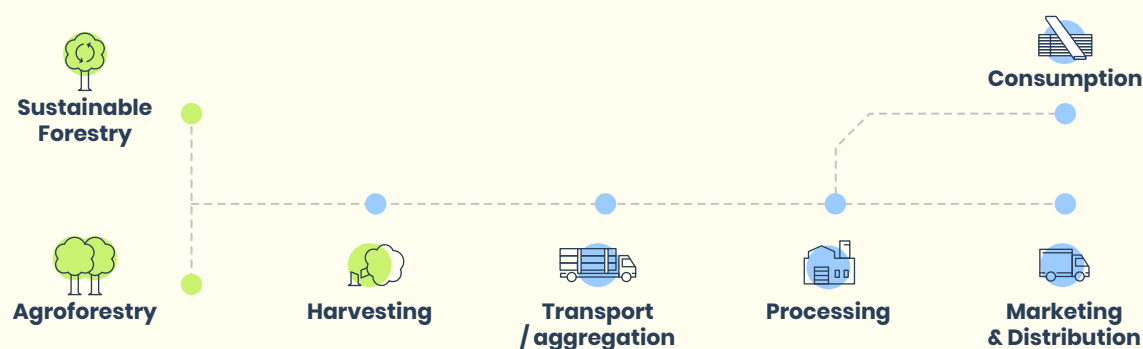 Sustainable
Forestry
Consumption
Agroforestry
Harvesting
Transport
/ aggregation
Processing
Marketing
& Distribution